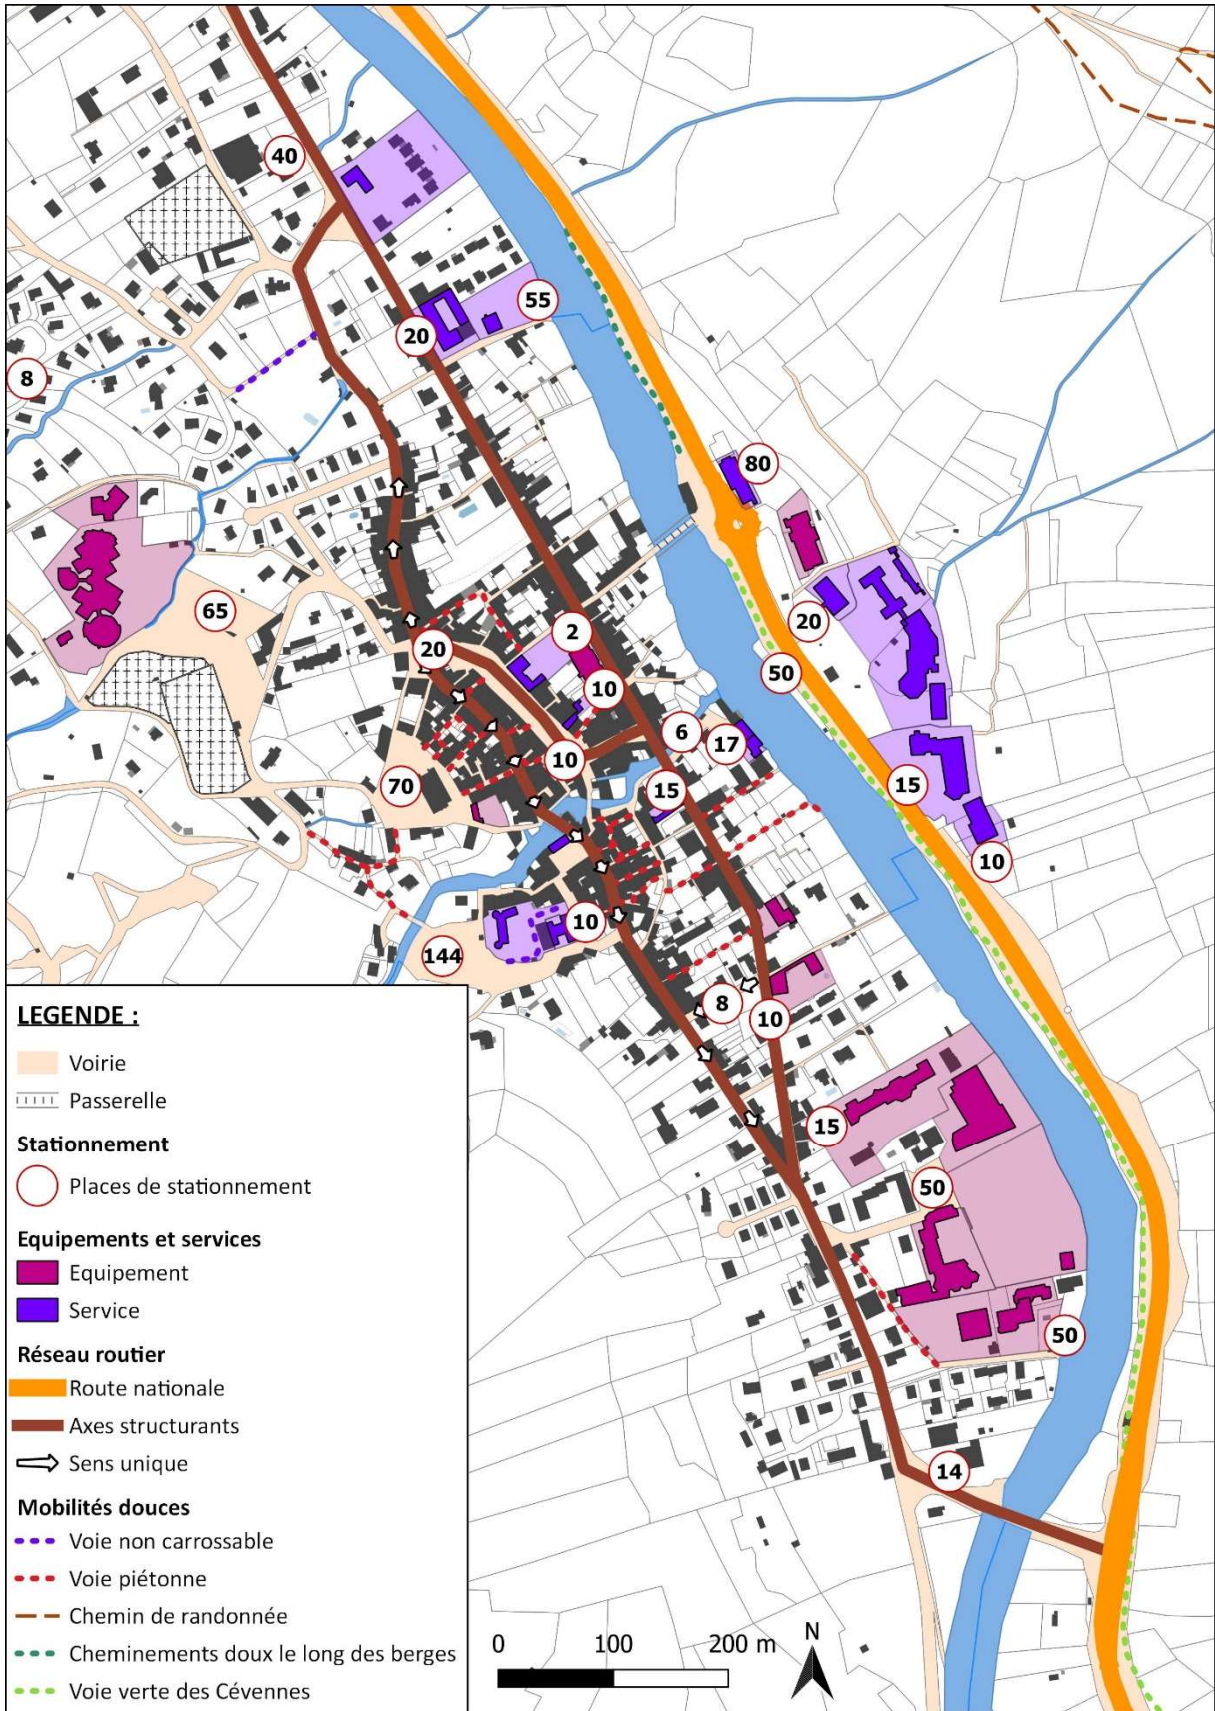 40
55
20
8
80
65
20
2
20
50
10
6
17
10
70
15
15
10
10
144
8
10
15
50
50
14
LEGENDE :
Voirie
Passerelle
Stationnement
Places de stationnement
Equipements et services
Equipement
Service
Réseau routier
Route nationale
Axes structurants
Sens unique
Mobilités douces
Voie non carrossable
Voie piétonne
Chemin de randonnée
Cheminements doux le long des berges
Voie verte des Cévennes
0 100 200 m
N